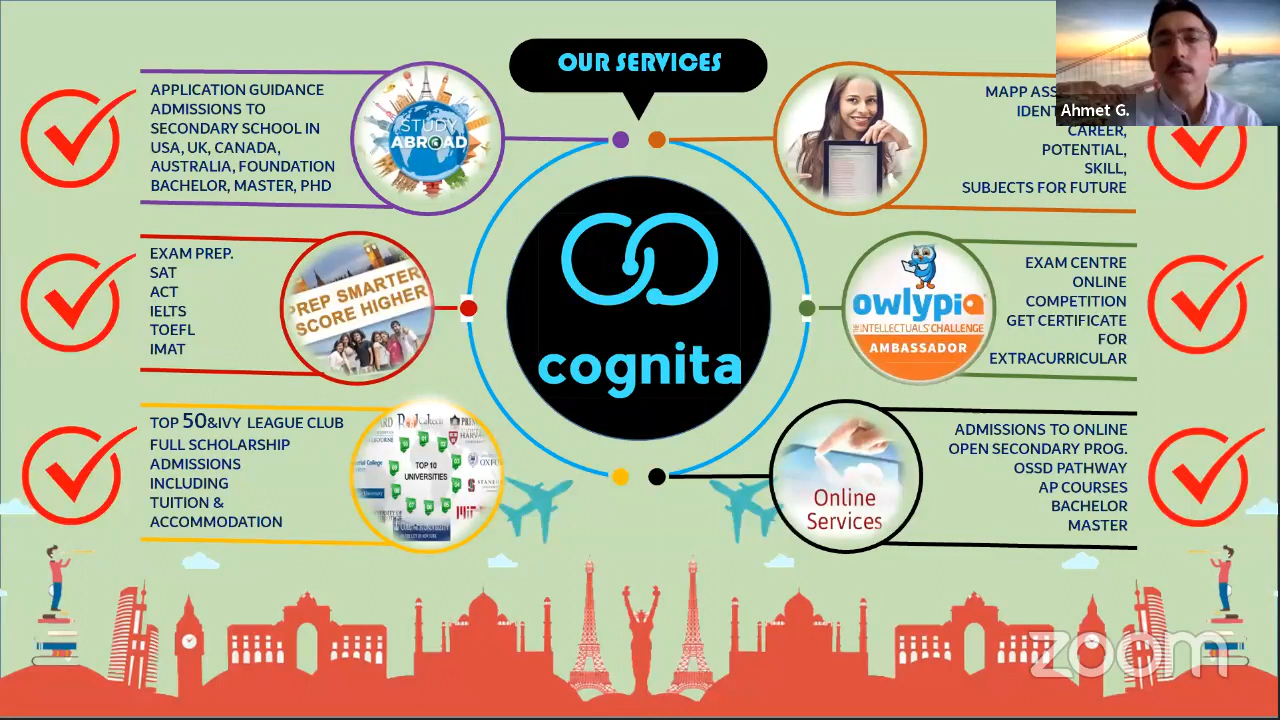 OUR SERVICES
APPLICATION GUIDANCE
ADMISSIONS TO
SECONDARY SCHOOL IN
USA, UK, CANADA,
AUSTRALIA, FOUNDATION
BACHELOR, MASTER, PHD
STUDY
ABROAD
MAPP
CAREER,
POTENTIAL,
SKILL,
SUBJECTS FOR FUTURE
Ahmet G.
EXAM PREP.
SAT
ACT
IELTS
TOEFL
IMAT
PREP SMARTER
SCORE HIGHER
cognita
owlypia
THE INTELLECTUALS' CHALLENGE
AMBASSADOR
EXAM CENTRE
ONLINE
COMPETITION
GET CERTIFICATE
FOR
EXTRACURRICULAR
TOP 50&IVY LEAGUE CLUB
FULL SCHOLARSHIP
ADMISSIONS
INCLUDING
TUITION &
ACCOMMODATION
TOP 10
UNIVERSITIES
Online
Services
ADMISSIONS TO ONLINE
OPEN SECONDARY PROG.
OSSD PATHWAY
AP COURSES
BACHELOR
MASTER
zoom